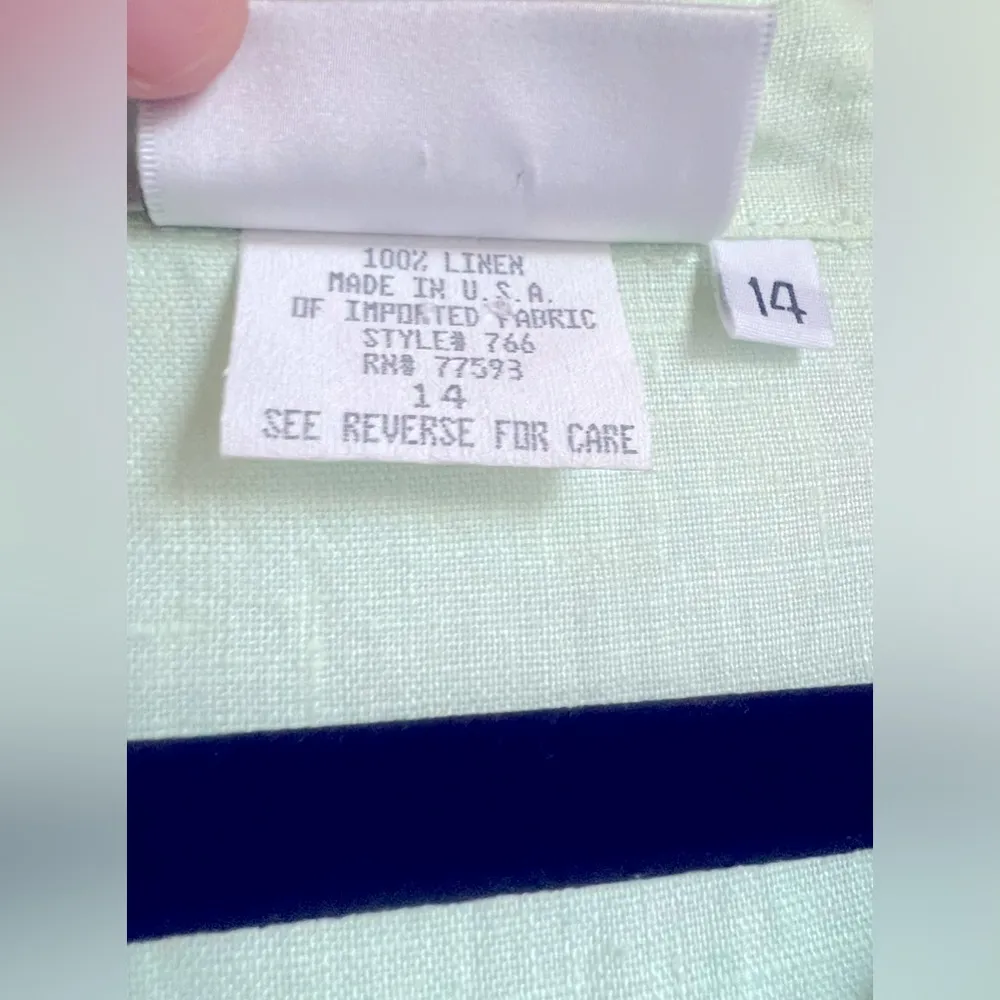 100% LINEN
MADE IN U.S.A.
OF IMPORTED FABRIC
STYLE# 766
RN# 77593
14
SEE REVERSE FOR CARE
14